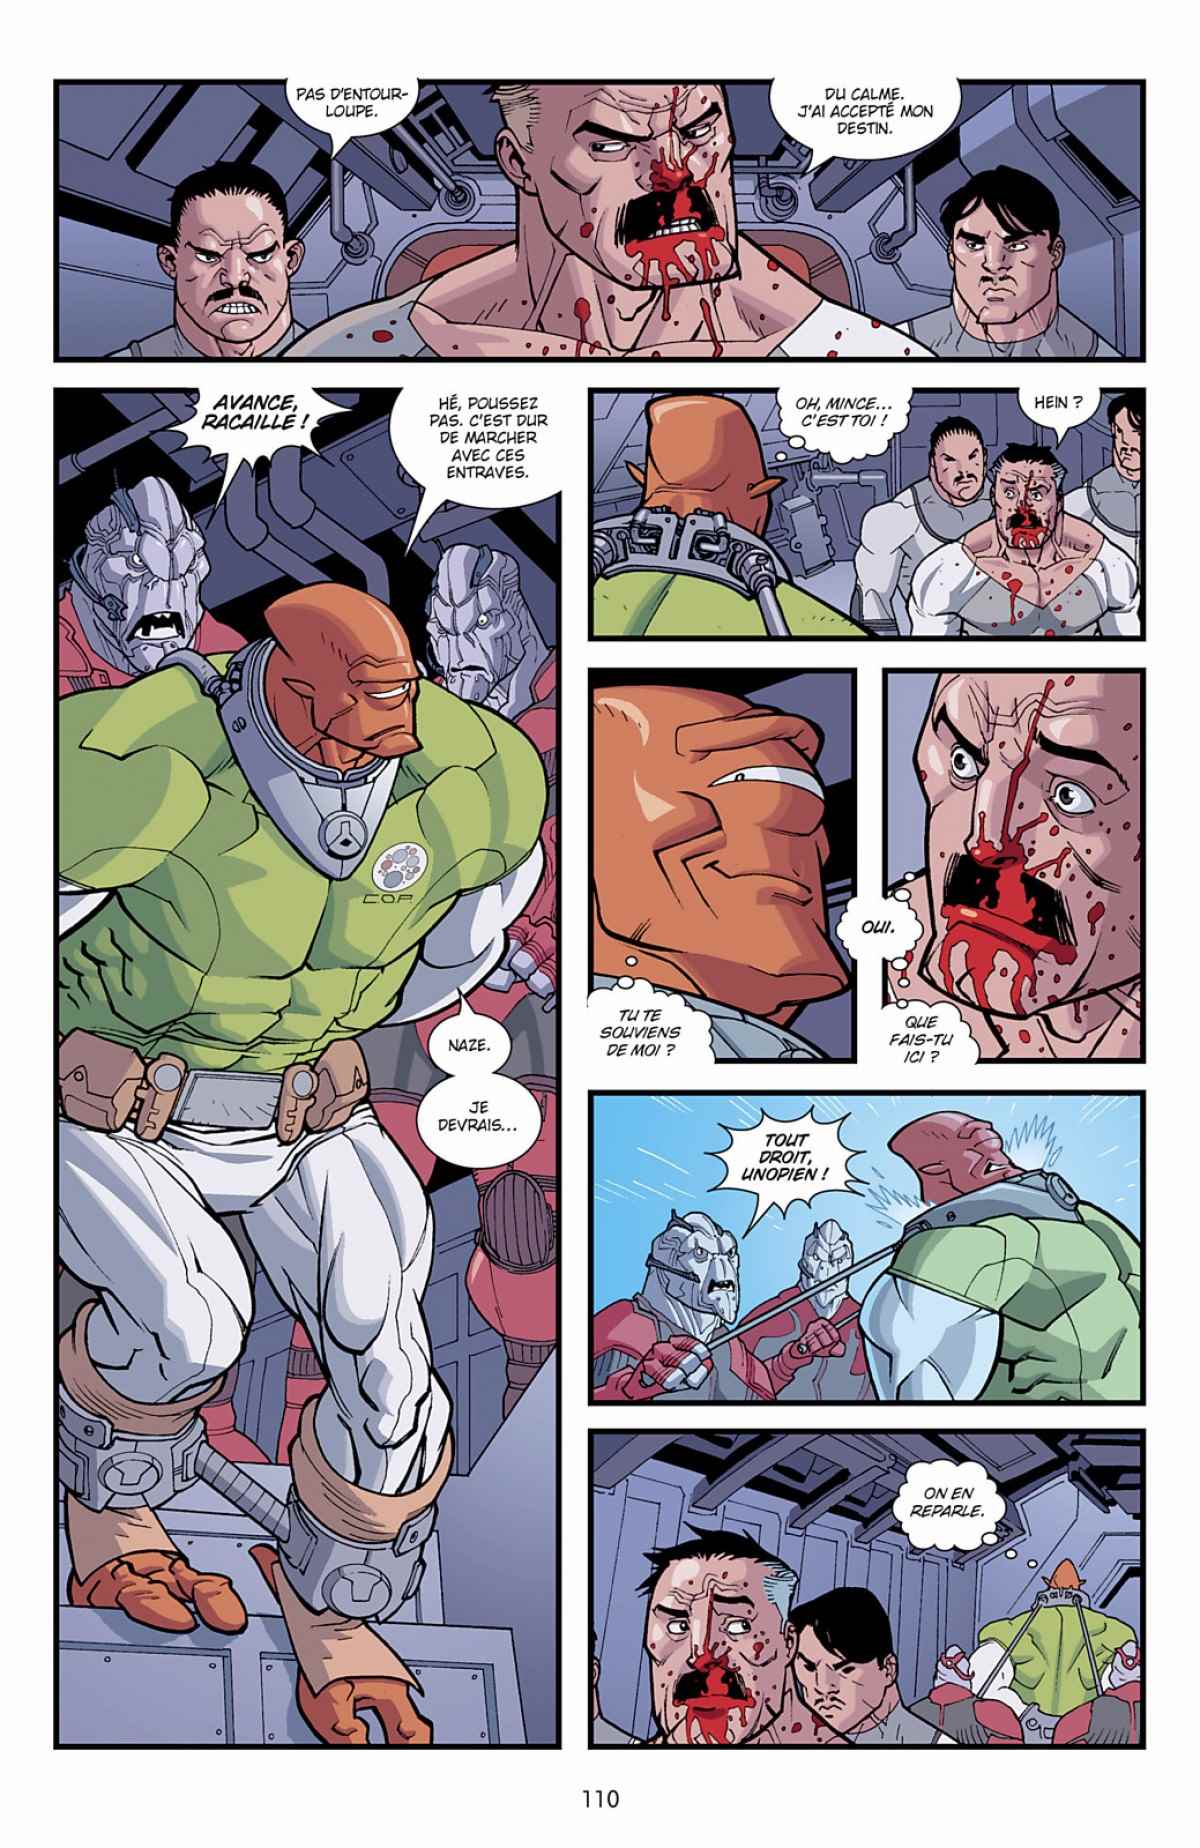 PAS D'ENTOUR-
LOUPE.
DU CALME.
J'AI ACCEPTÉ MON
DESTIN.
AVANCE,
RACAILLE !
HÉ, POUSSEZ
PAS. C'EST DUR
DE MARCHER
AVEC CES
ENTRAVES.
C.O.P.
NAZE.
JE
DEVRAIS...
OH, MINCE...
C'EST TOI !
HEIN ?
TU TE
SOUVIENS
DE MOI ?
OUI.
QUE
FAIS-TU
ICI ?
TOUT
DROIT,
UNOPIEN !
ON EN
REPARLE.
110